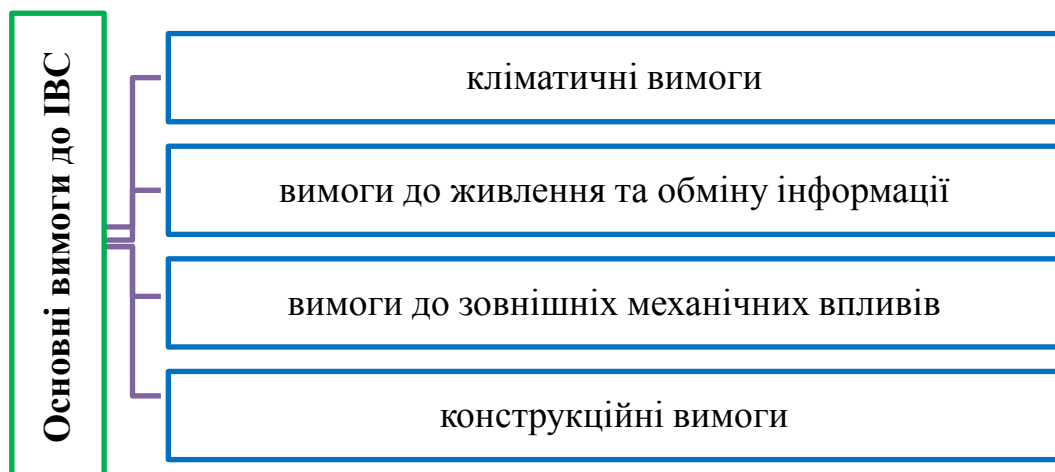 Основні вимоги до ІВС
кліматичні вимоги
вимоги до живлення та обміну інформації
вимоги до зовнішніх механічних впливів
конструкційні вимоги